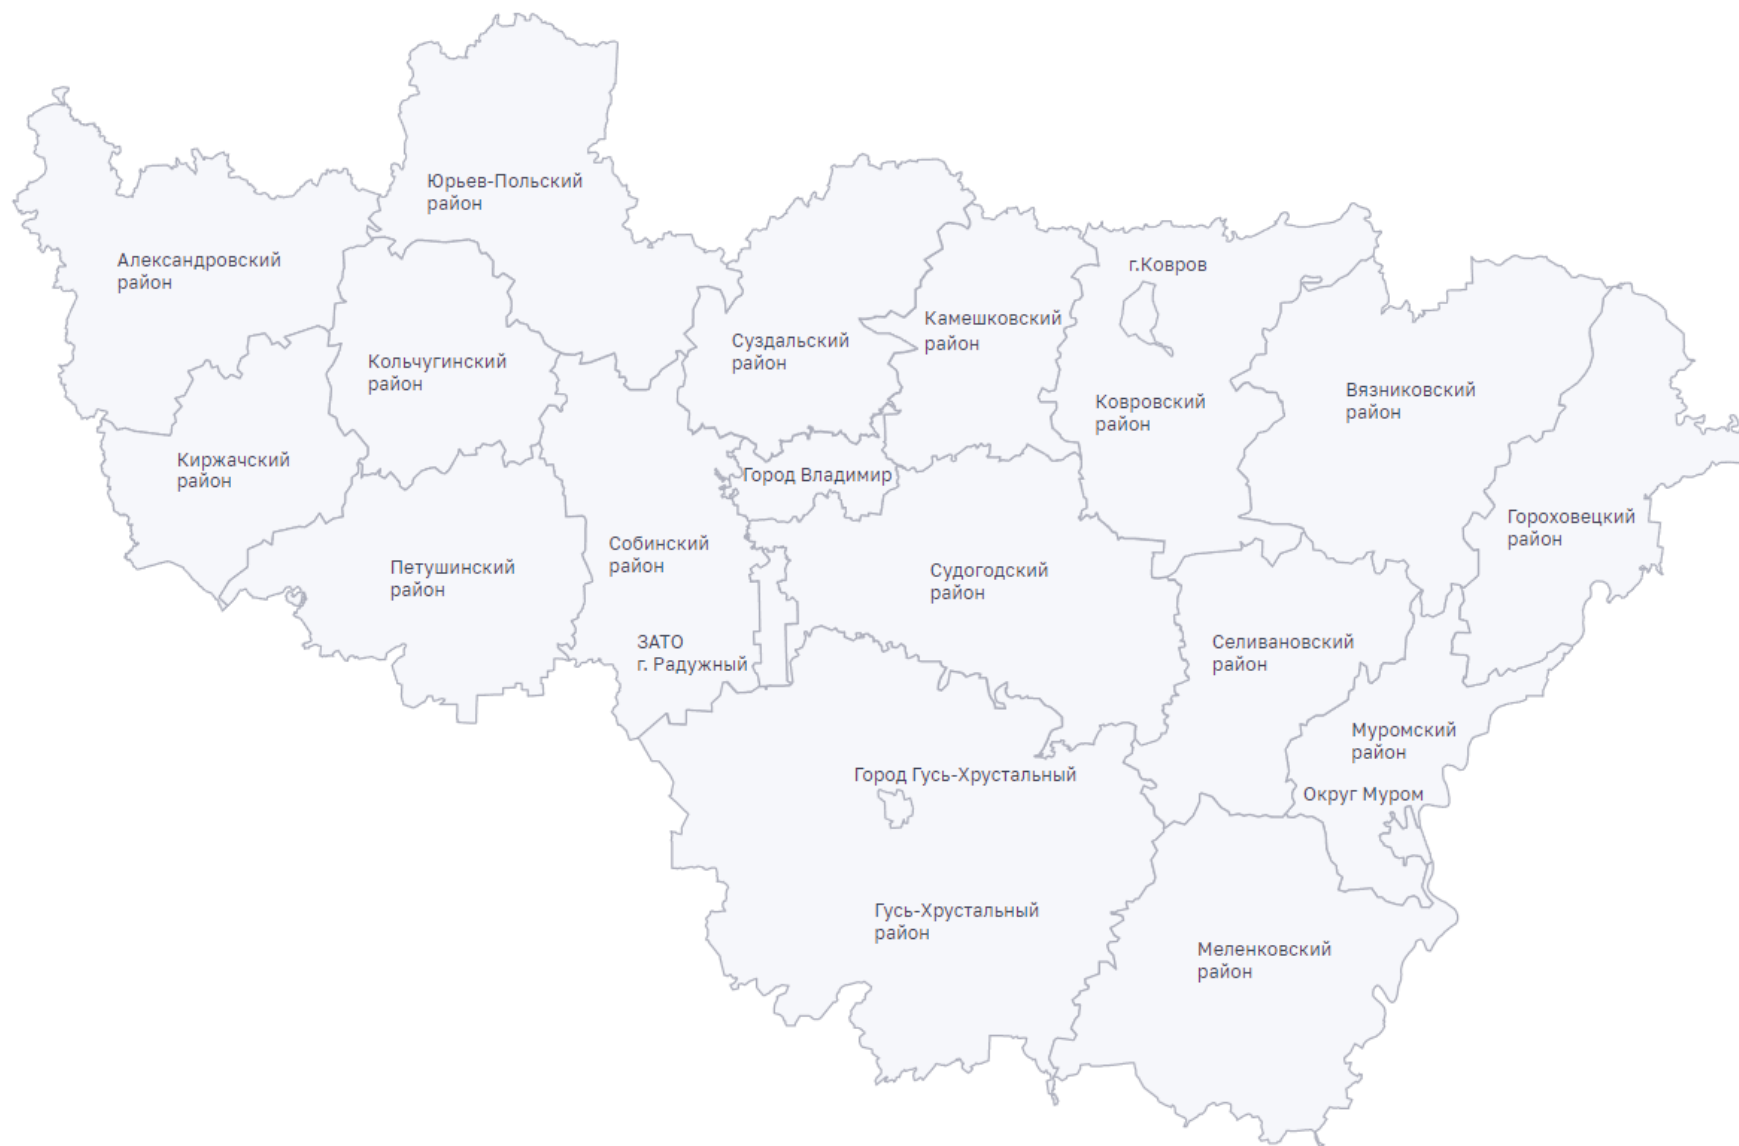 Юрьев-Польский
район
Александровский
район
г.Ковров
Камешковский
район
Суздальский
район
Кольчугинский
район
Вязниковский
район
Ковровский
район
Киржачский
район
Город Владимир
Гороховецкий
район
Собинский
район
Петушинский
район
Судогодский
район
ЗАТО
г. Радужный
Селивановский
район
Муромский
район
Город Гусь-Хрустальный
Округ Муром
Гусь-Хрустальный
район
Меленковский
район